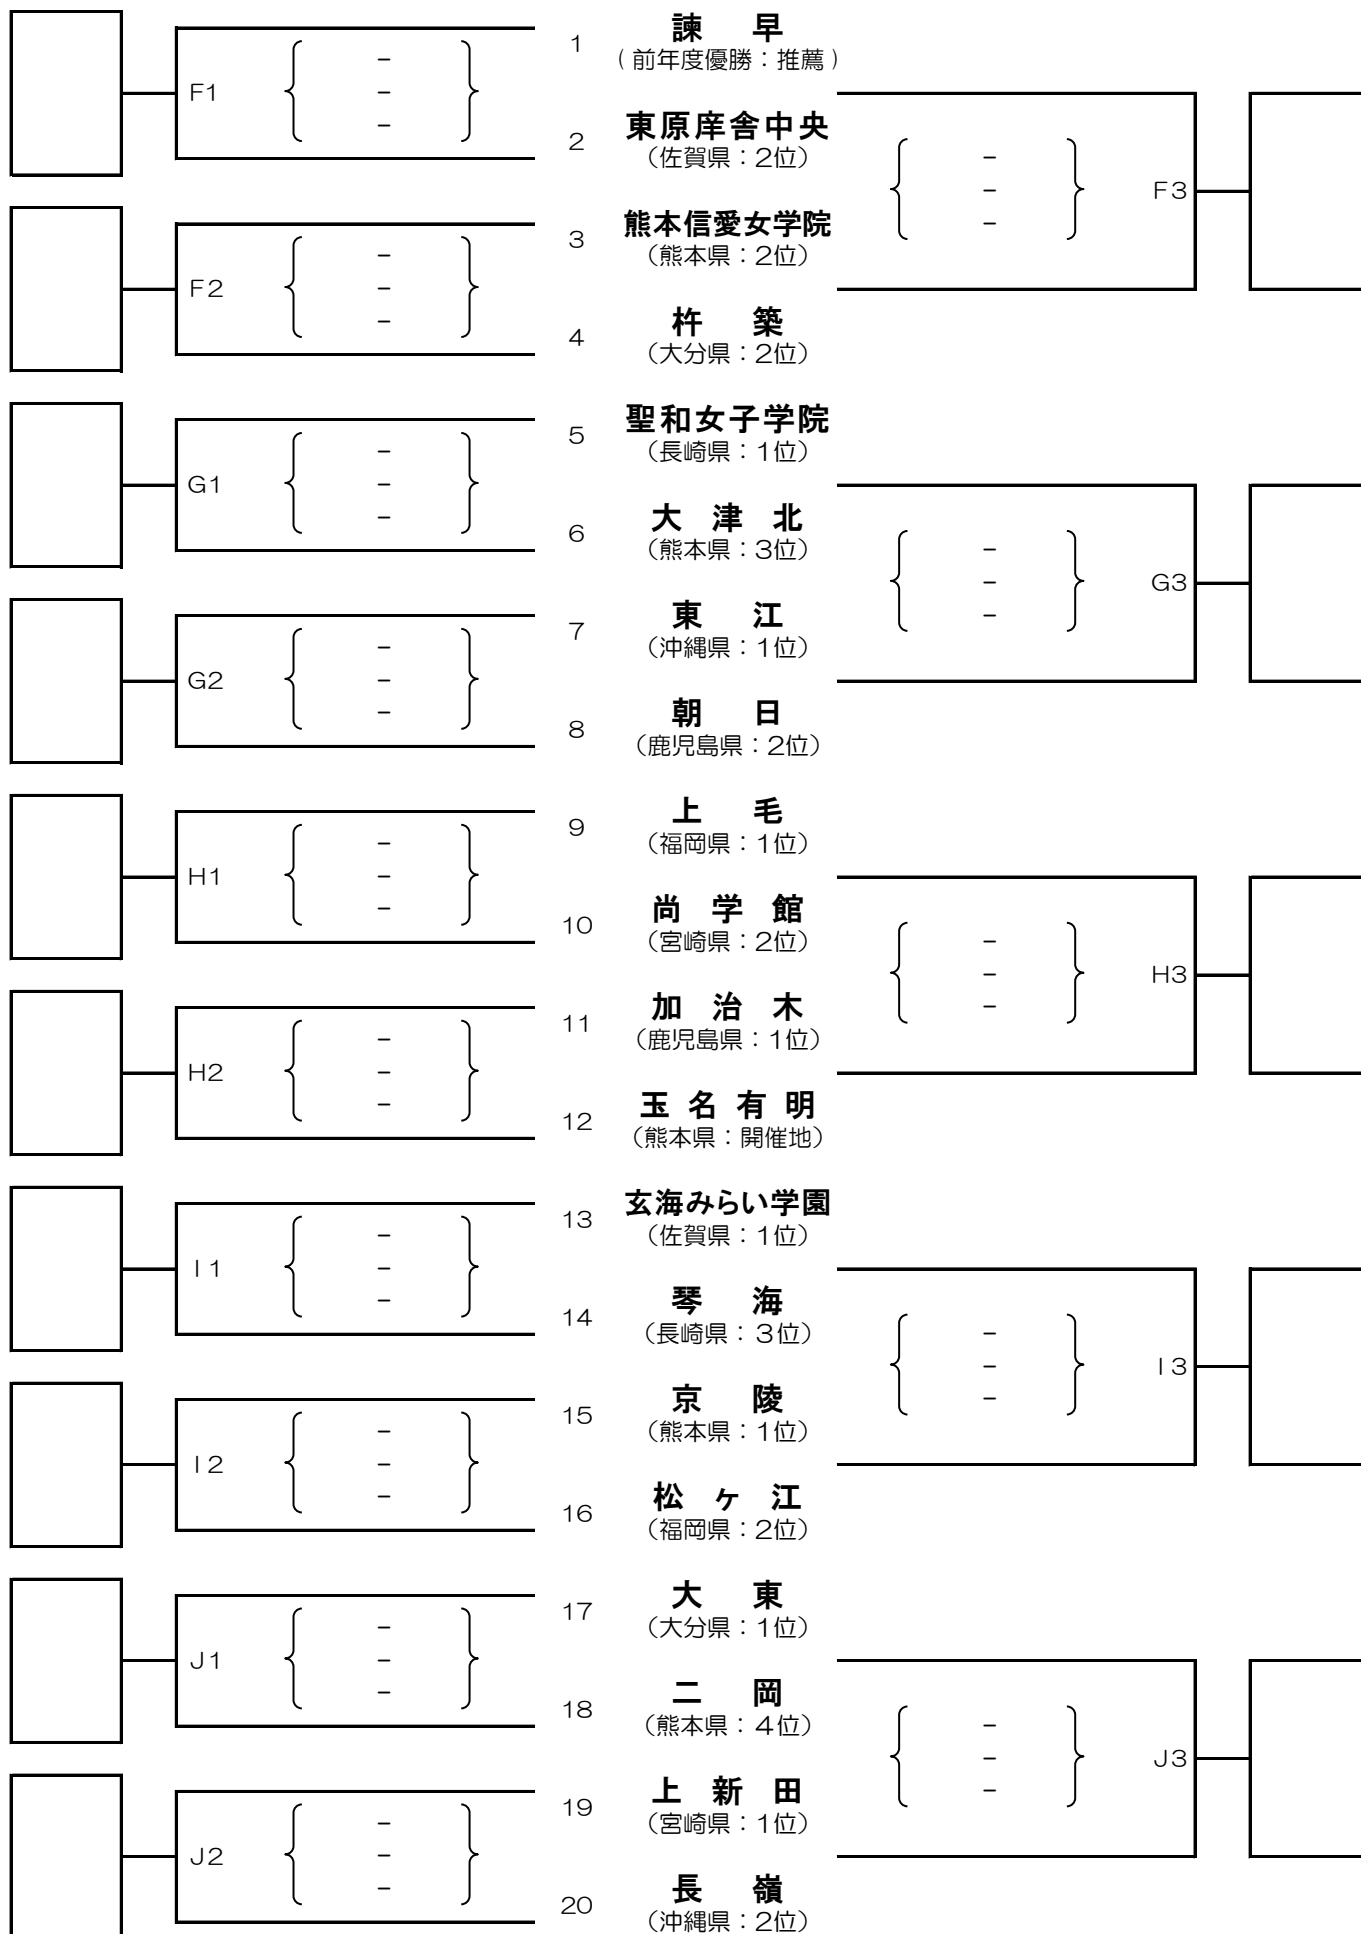 1 諫早
（前年度優勝：推薦）
F1 － － －
2 東原庠舎中央
（佐賀県：2位）
－ － － F3
3 熊本信愛女学院
（熊本県：2位）
F2 － － －
4 杵築
（大分県：2位）
5 聖和女子学院
（長崎県：1位）
G1 － － －
6 大津北
（熊本県：3位）
－ － － G3
7 東江
（沖縄県：1位）
G2 － － －
8 朝日
（鹿児島県：2位）
9 上毛
（福岡県：1位）
H1 － － －
10 尚学館
（宮崎県：2位）
－ － － H3
11 加治木
（鹿児島県：1位）
H2 － － －
12 玉名有明
（熊本県：開催地）
13 玄海みらい学園
（佐賀県：1位）
I1 － － －
14 琴海
（長崎県：3位）
－ － － I3
15 京陵
（熊本県：1位）
I2 － － －
16 松ヶ江
（福岡県：2位）
17 大東
（大分県：1位）
J1 － － －
18 二岡
（熊本県：4位）
－ － － J3
19 上新田
（宮崎県：1位）
J2 － － －
20 長嶺
（沖縄県：2位）